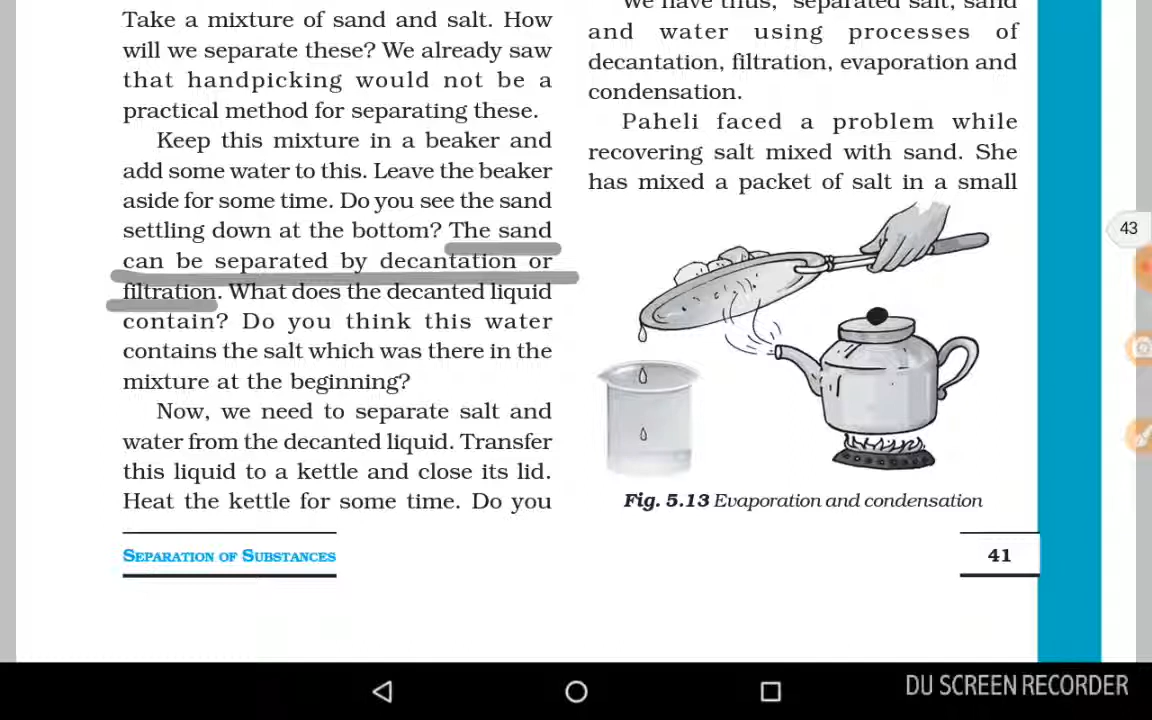 Take a mixture of sand and salt. How
will we separate these? We already saw
that handpicking would not be a
practical method for separating these.
Keep this mixture in a beaker and
add some water to this. Leave the beaker
aside for some time. Do you see the sand
settling down at the bottom? The sand
can be separated by decantation or
filtration. What does the decanted liquid
contain? Do you think this water
contains the salt which was there in the
mixture at the beginning?
Now, we need to separate salt and
water from the decanted liquid. Transfer
this liquid to a kettle and close its lid.
Heat the kettle for some time. Do you
We have thus, separated salt, sand
and water using processes of
decantation, filtration, evaporation and
condensation.
Paheli faced a problem while
recovering salt mixed with sand. She
has mixed a packet of salt in a small
Fig. 5.13 Evaporation and condensation
SEPARATION OF SUBSTANCES
41
43
DU SCREEN RECORDER